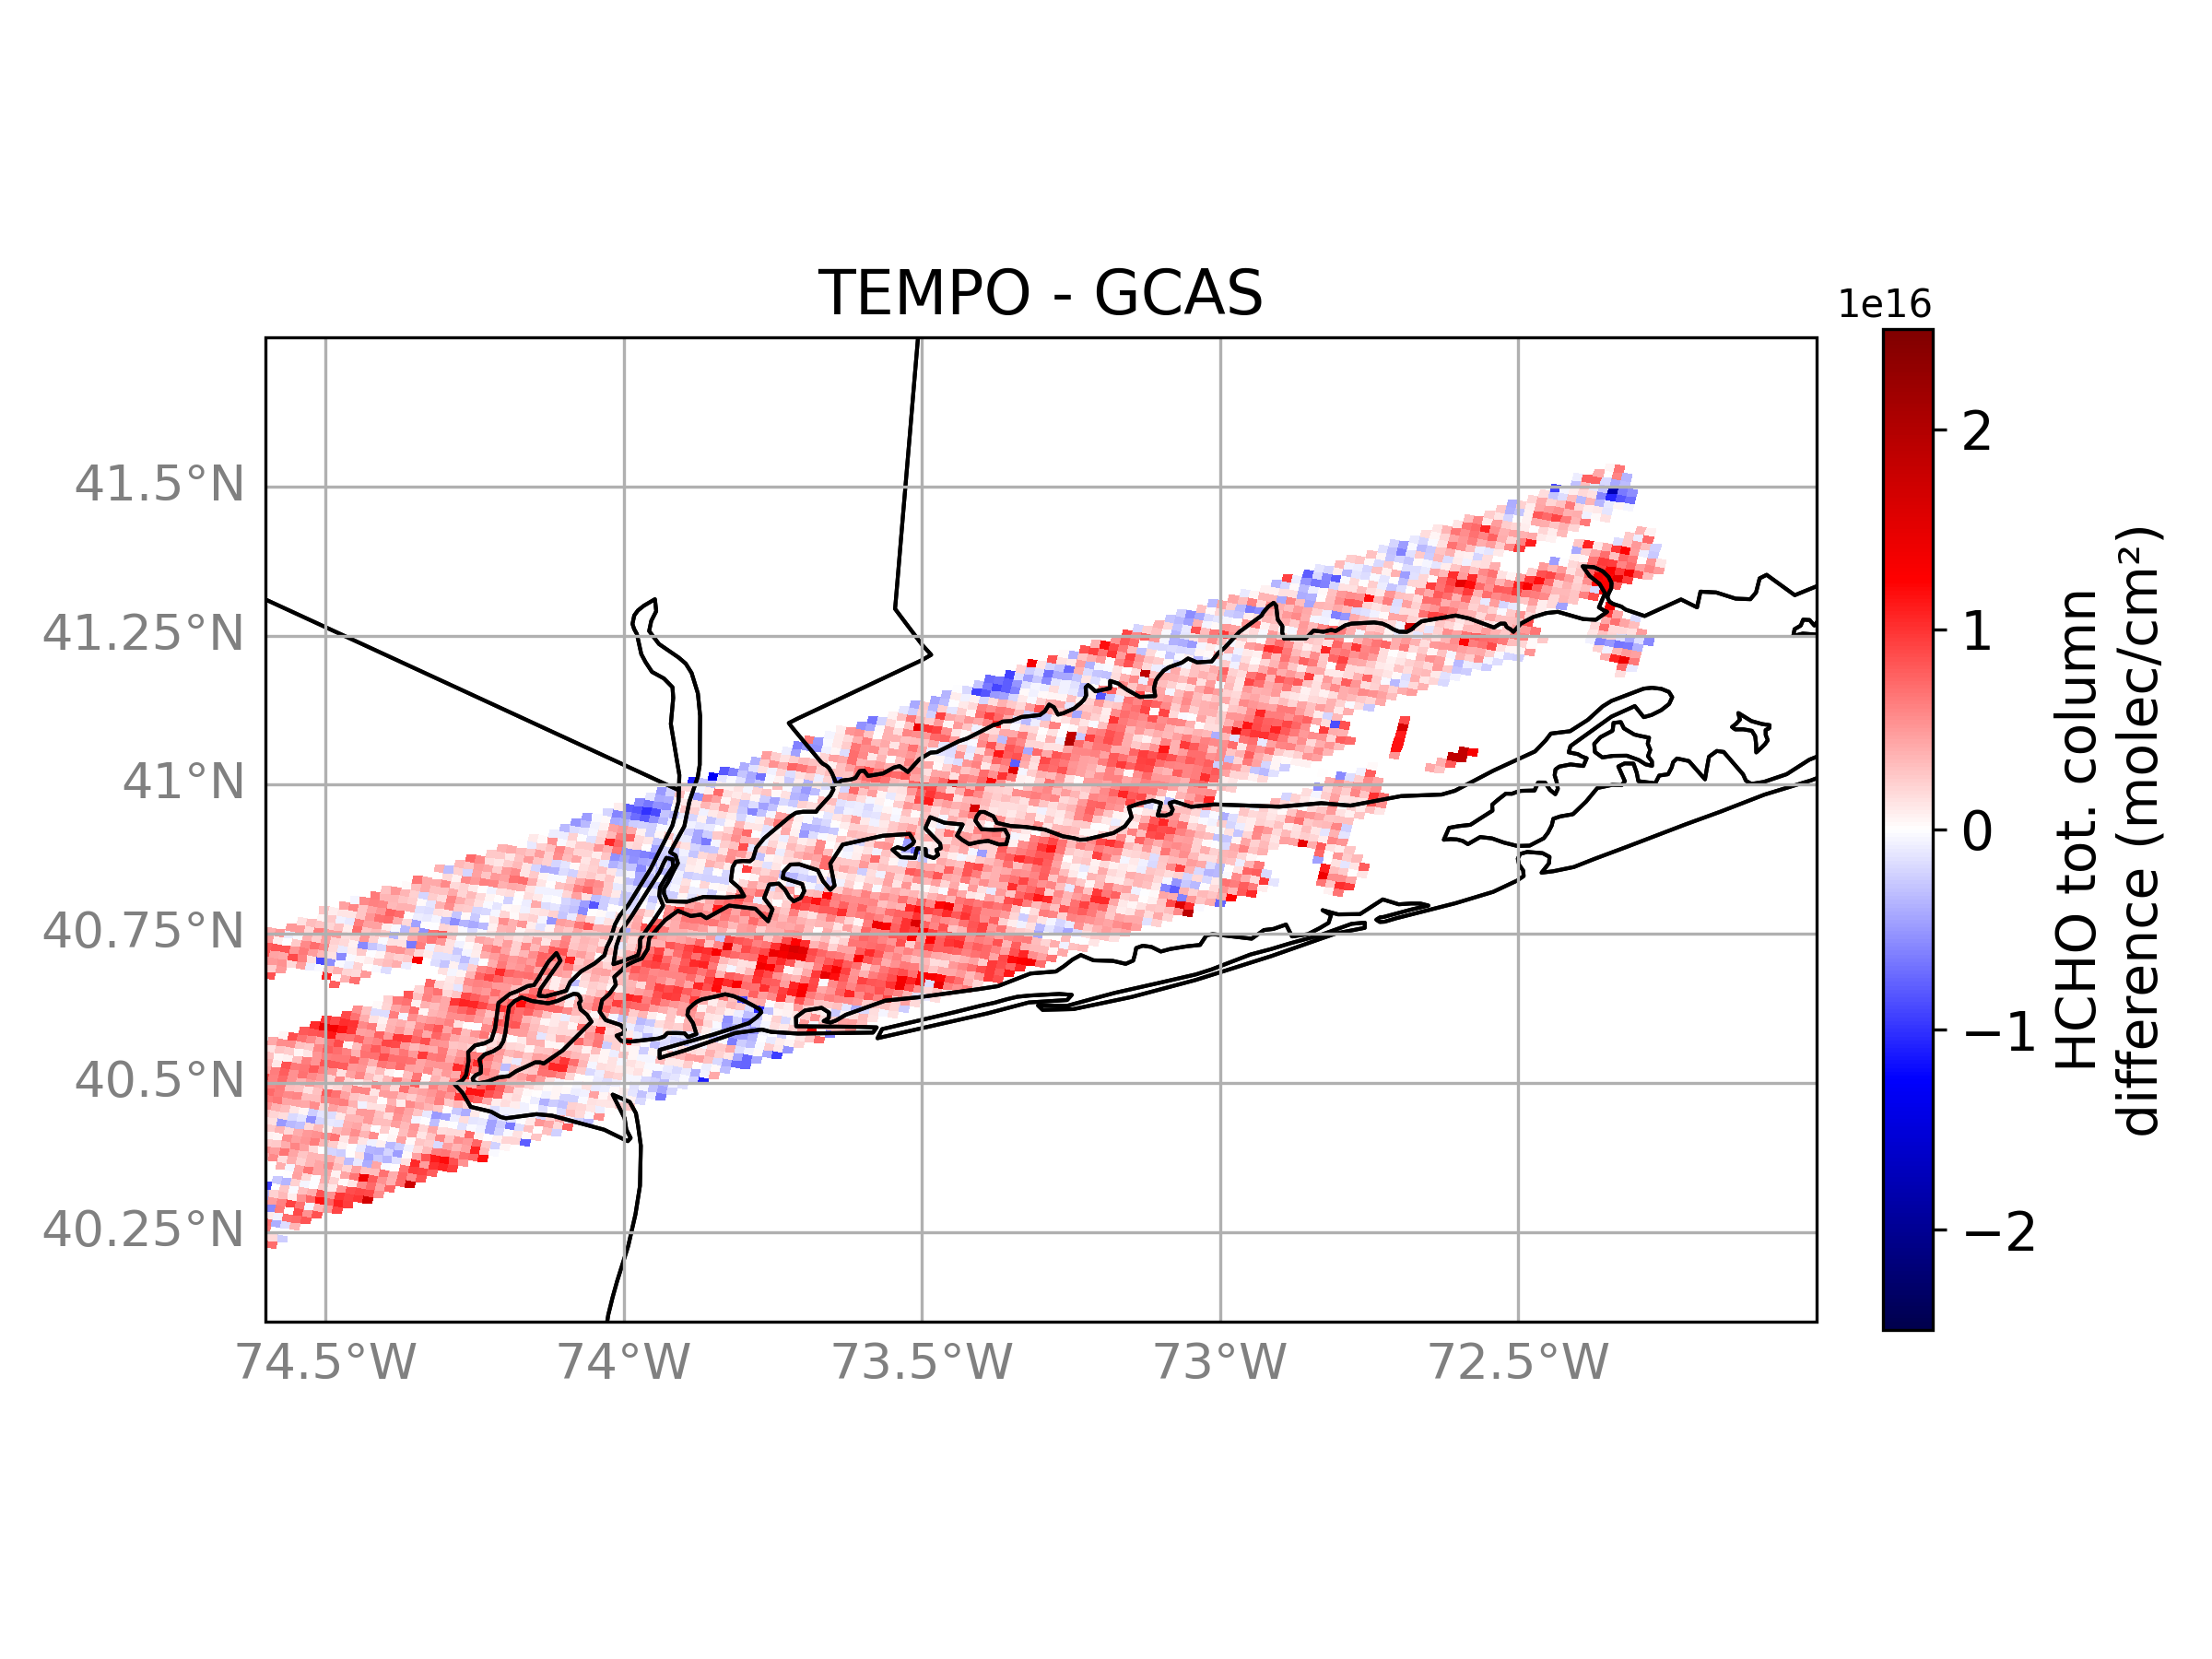 TEMPO - GCAS
1e16
41.5°N
41.25°N
41°N
40.75°N
40.5°N
40.25°N
74.5°W
74°W
73.5°W
73°W
72.5°W
2
1
0
−1
−2
HCHO tot. column
difference (molec/cm²)